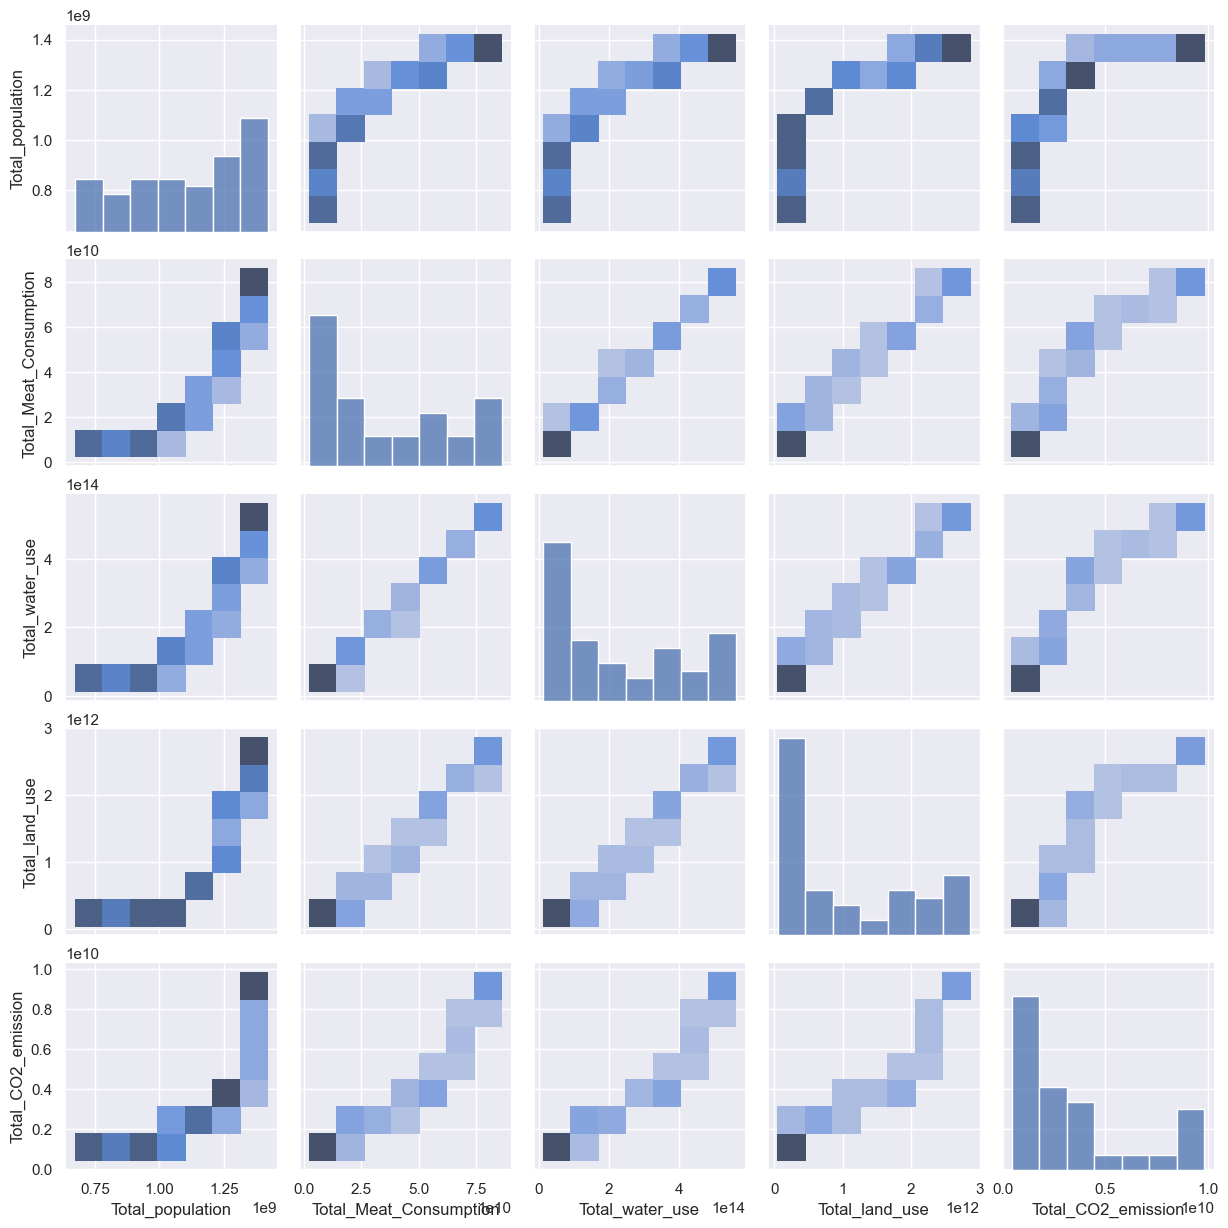 1e9
1.4
1.2
1.0
0.8
Total_population
1e10
8
6
4
2
0
Total_Meat_Consumption
1e14
4
2
0
Total_water_use
1e12
3
2
1
0
Total_land_use
1e10
1.0
0.8
0.6
0.4
0.2
0.0
Total_CO2_emission
0.75 1.00 1.25
0.0 2.5 5.0 7.5
0 2 4
0 1 2 3
0.0 0.5 1.0
Total_population 1e9
Total_Meat_Consumption 1e10
Total_water_use 1e14
Total_land_use 1e12
Total_CO2_emission 1e10